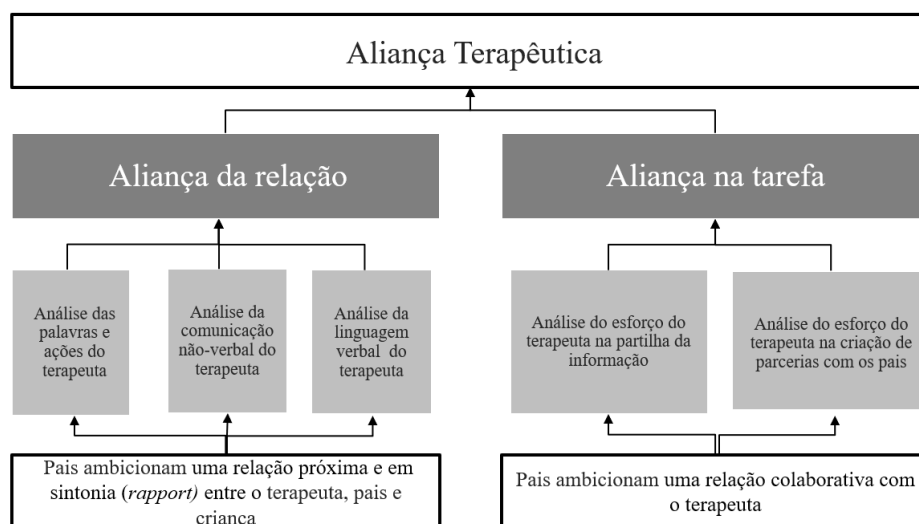 Aliança Terapêutica
Aliança da relação
Aliança na tarefa
Análise das
palavras e
ações do
terapeuta
Análise da
comunicação
não-verbal do
terapeuta
Análise da
linguagem
verbal do
terapeuta
Análise do esforço do
terapeuta na partilha da
informação
Análise do esforço do
terapeuta na criação de
parcerias com os pais
Pais ambicionam uma relação próxima e em
sintonia (rapport) entre o terapeuta, pais e
criança
Pais ambicionam uma relação colaborativa com
o terapeuta